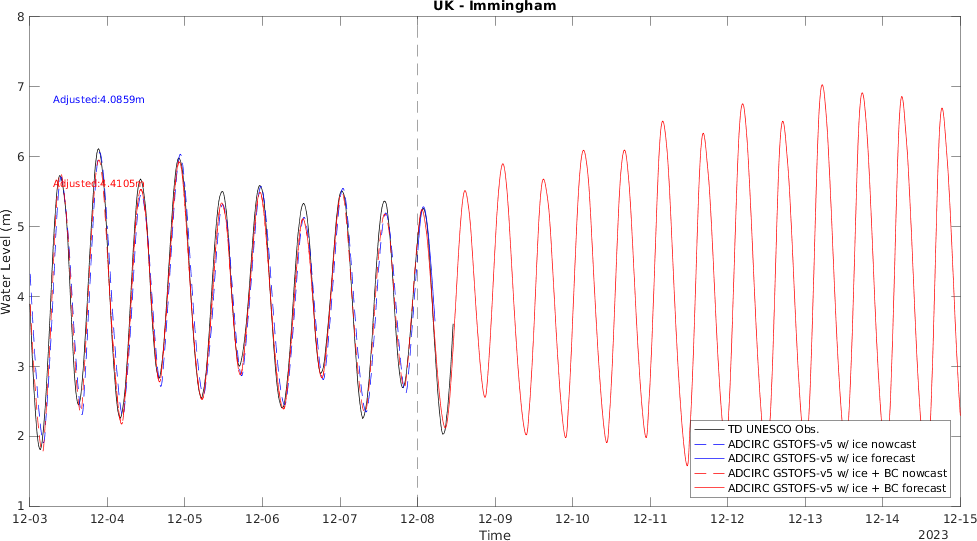 UK - Immingham
8
7
6
5
4
3
2
1
Water Level (m)
Adjusted:4.0859m
Adjusted:4.4105m
TD UNESCO Obs.
ADCIRC GSTOFS-v5 w/ ice nowcast
ADCIRC GSTOFS-v5 w/ ice forecast
ADCIRC GSTOFS-v5 w/ ice + BC nowcast
ADCIRC GSTOFS-v5 w/ ice + BC forecast
12-03 12-04 12-05 12-06 12-07 12-08 12-09 12-10 12-11 12-12 12-13 12-14 12-15
Time
2023